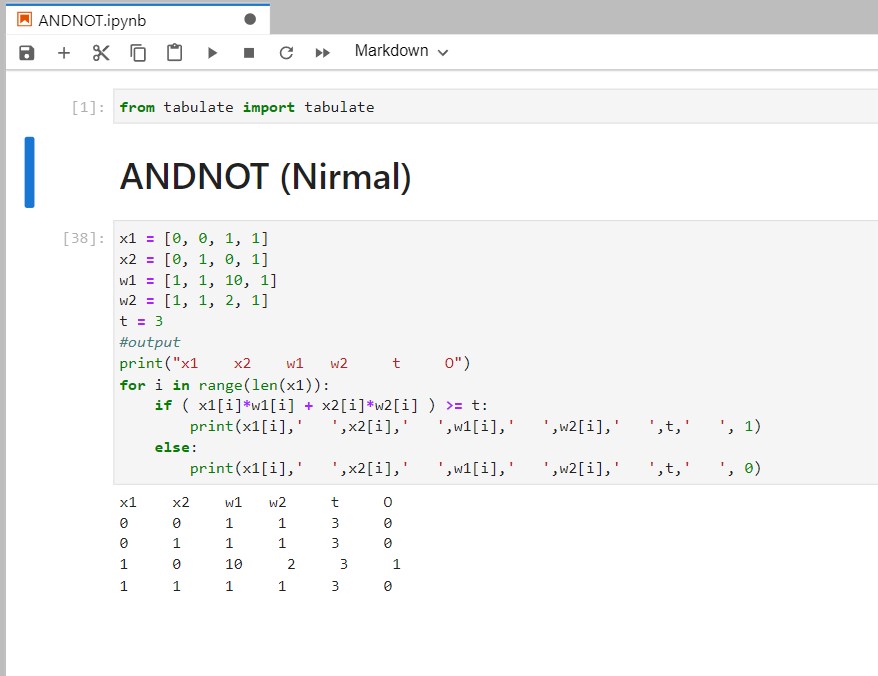 ANDNOT.ipynb
Markdown
[1]: from tabulate import tabulate
ANDNOT (Nirmal)
[38]: x1 = [0, 0, 1, 1]
x2 = [0, 1, 0, 1]
w1 = [1, 1, 10, 1]
w2 = [1, 1, 2, 1]
t = 3
#output
print("x1    x2    w1   w2     t     O")
for i in range(len(x1)):
    if ( x1[i]*w1[i] + x2[i]*w2[i] ) >= t:
        print(x1[i],'   ',x2[i],'   ',w1[i],'   ',w2[i],'   ',t,'   ', 1)
    else:
        print(x1[i],'   ',x2[i],'   ',w1[i],'   ',w2[i],'   ',t,'   ', 0)
x1    x2    w1   w2     t     O
0     0     1     1     3     0
0     1     1     1     3     0
1     0     10     2     3     1
1     1     1     1     3     0